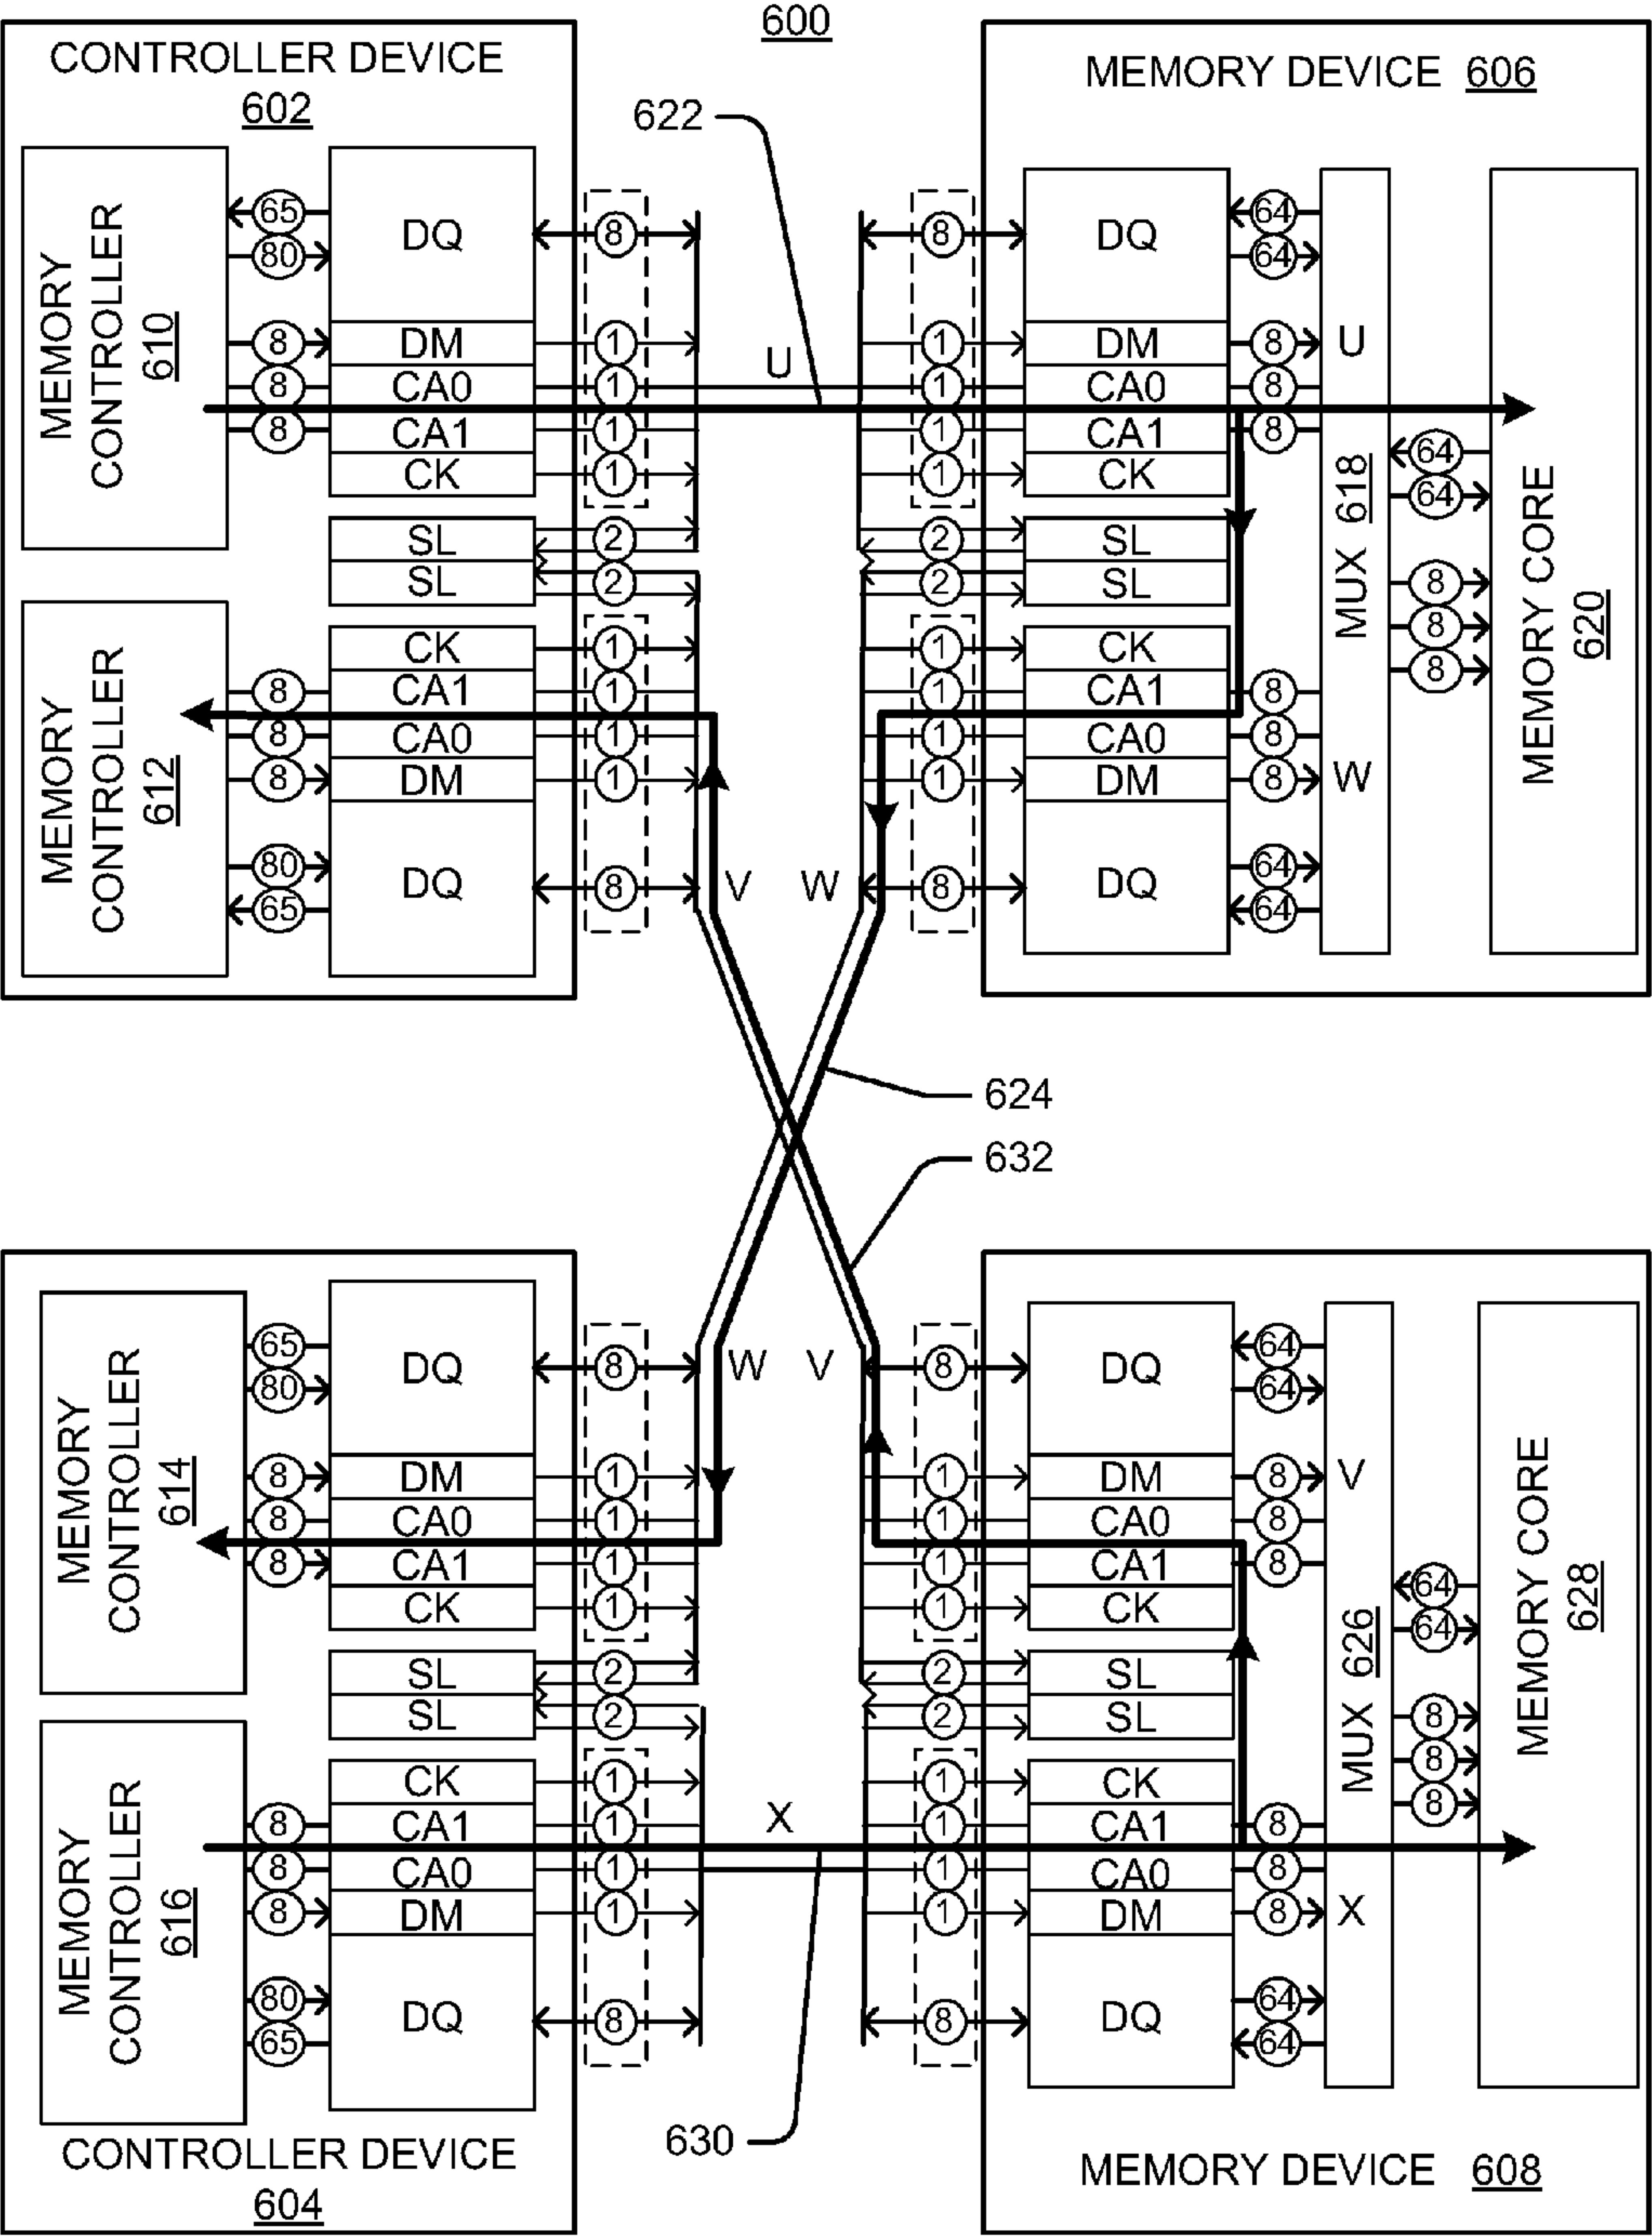 600
CONTROLLER DEVICE
602
MEMORY CONTROLLER 610
65
80
8
8
8
DQ
DM
CA0
CA1
CK
SL
SL
CK
CA1
CA0
DM
DQ
MEMORY CONTROLLER 612
8
8
8
80
65
8
1
1
1
1
2
2
1
1
1
1
8
622
U
V
W
MEMORY DEVICE 606
8
1
1
1
1
2
2
1
1
1
1
8
DQ
DM
CA0
CA1
CK
SL
SL
CK
CA1
CA0
DM
DQ
64
64
8
8
8
8
8
8
64
64
U
MUX 618
W
64
64
8
8
8
MEMORY CORE 620
624
632
MEMORY CONTROLLER 614
65
80
8
8
8
DQ
DM
CA0
CA1
CK
SL
SL
CK
CA1
CA0
DM
DQ
MEMORY CONTROLLER 616
8
8
8
80
65
CONTROLLER DEVICE
604
8
1
1
1
1
2
2
1
1
1
1
8
W
V
X
630
8
1
1
1
1
2
2
1
1
1
1
8
DQ
DM
CA0
CA1
CK
SL
SL
CK
CA1
CA0
DM
DQ
64
64
8
8
8
8
8
8
64
64
V
MUX 626
X
64
64
8
8
8
MEMORY CORE 628
MEMORY DEVICE 608